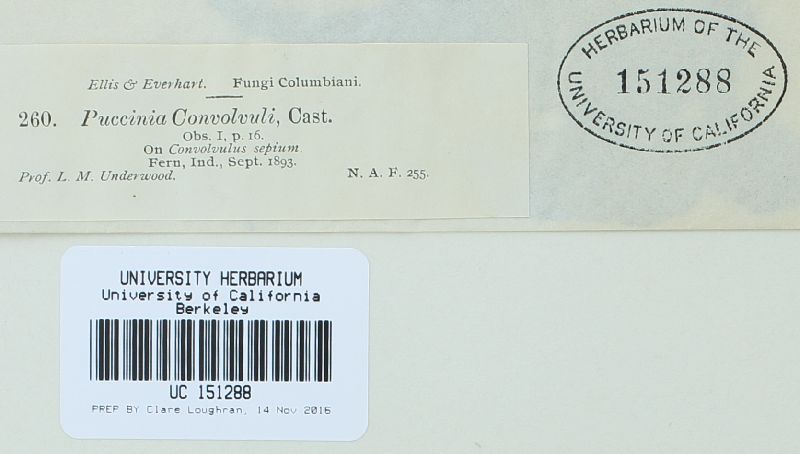 Ellis & Everhart. Fungi Columbiani.
260. Puccinia Convolvuli, Cast.
Obs. I, p. 16.
On Convolvulus sepium
Fern, Ind., Sept. 1893.
Prof. L. M. Underwood. N. A. F. 255.
HERBARIUM OF THE
151288
UNIVERSITY OF CALIFORNIA
UNIVERSITY HERBARIUM
University of California
Berkeley
UC 151288
PREP BY Clare Loughran, 14 Nov 2016